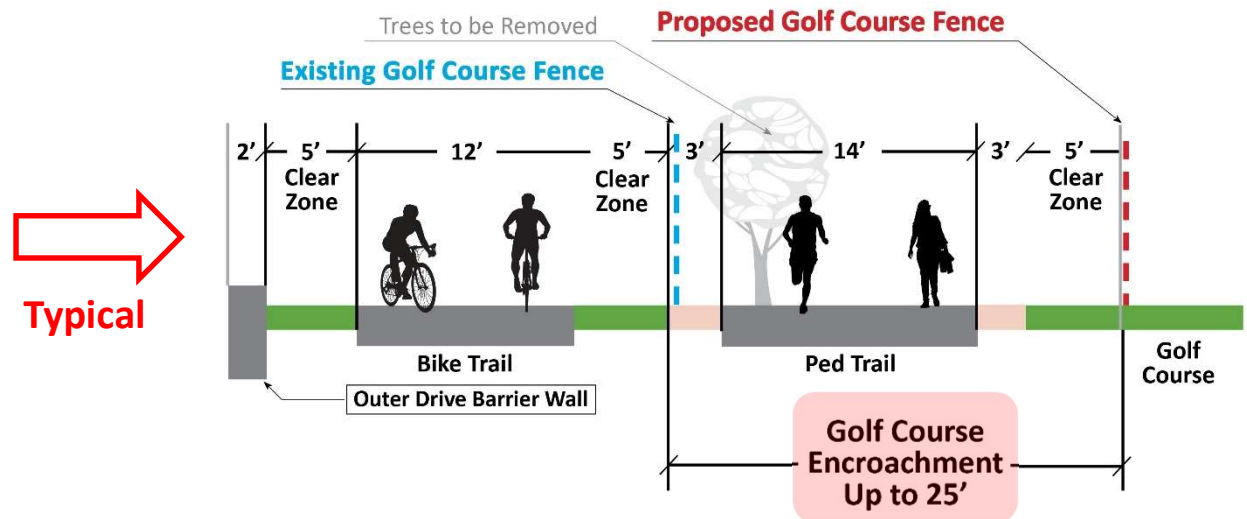 Trees to be Removed
Proposed Golf Course Fence
Existing Golf Course Fence
2’
5’
12’
5’
3’
14’
3’
5’
Clear
Zone
Clear
Zone
Clear
Zone
Typical
Bike Trail
Ped Trail
Golf
Course
Outer Drive Barrier Wall
Golf Course
Encroachment
Up to 25’